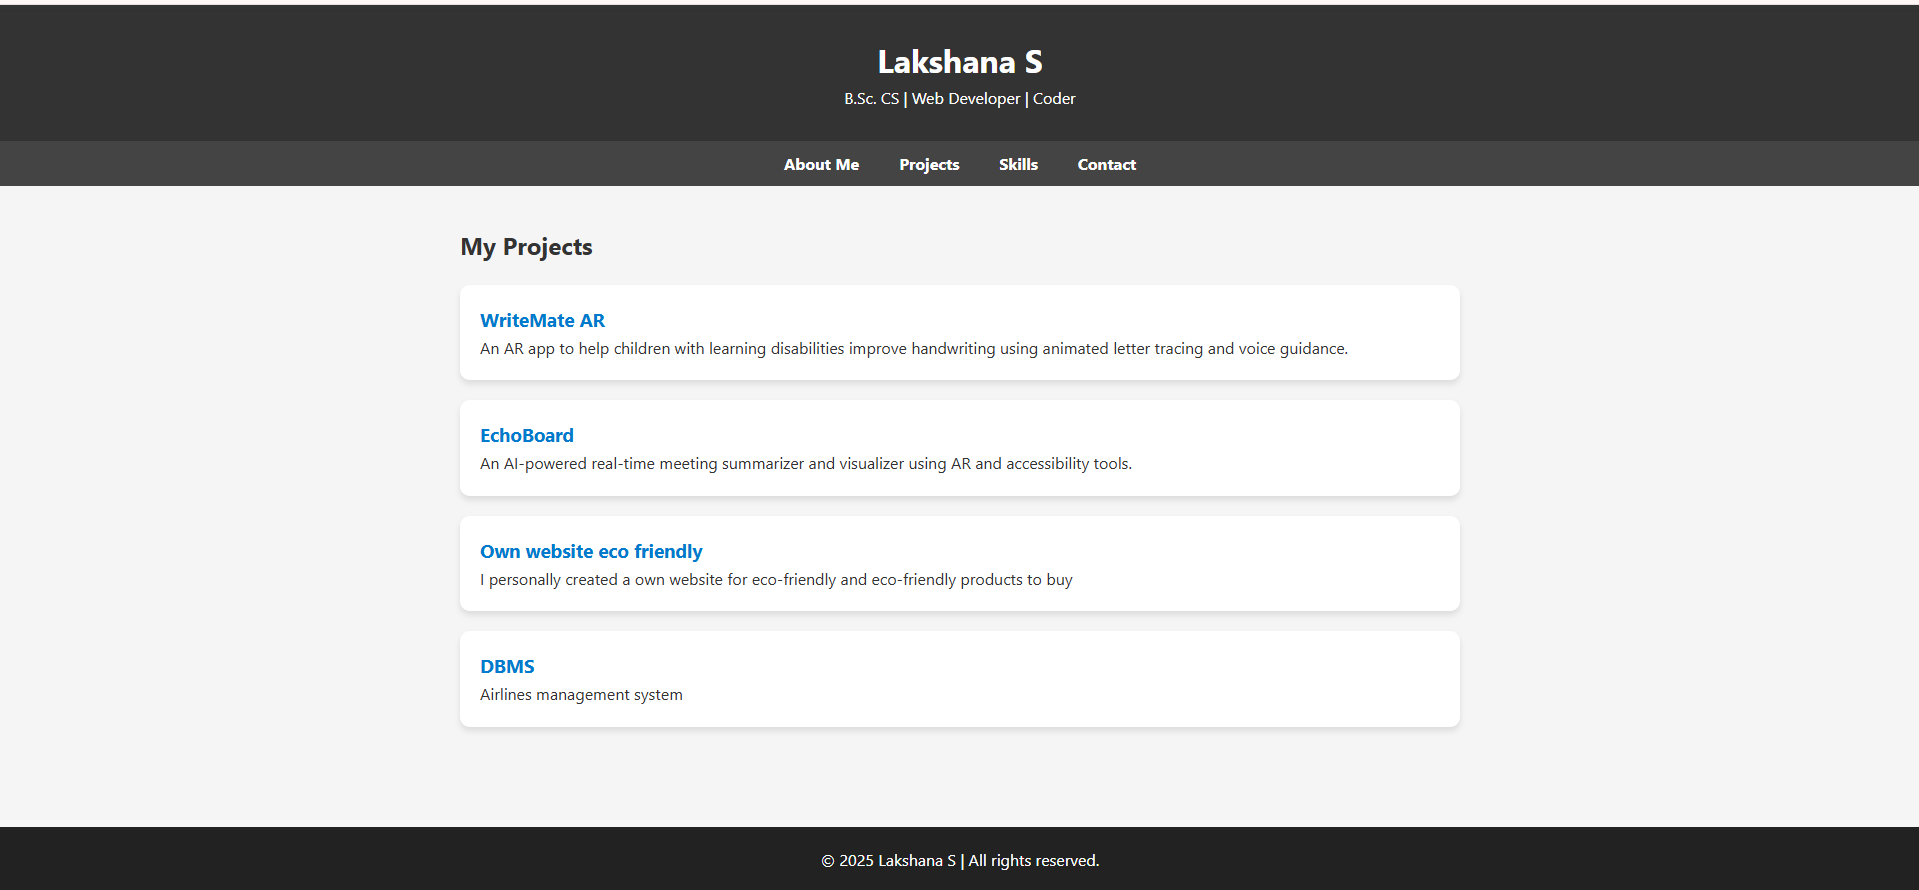 Lakshana S
B.Sc. CS | Web Developer | Coder
About Me Projects Skills Contact
My Projects
WriteMate AR
An AR app to help children with learning disabilities improve handwriting using animated letter tracing and voice guidance.
EchoBoard
An AI-powered real-time meeting summarizer and visualizer using AR and accessibility tools.
Own website eco friendly
I personally created a own website for eco-friendly and eco-friendly products to buy
DBMS
Airlines management system
© 2025 Lakshana S | All rights reserved.